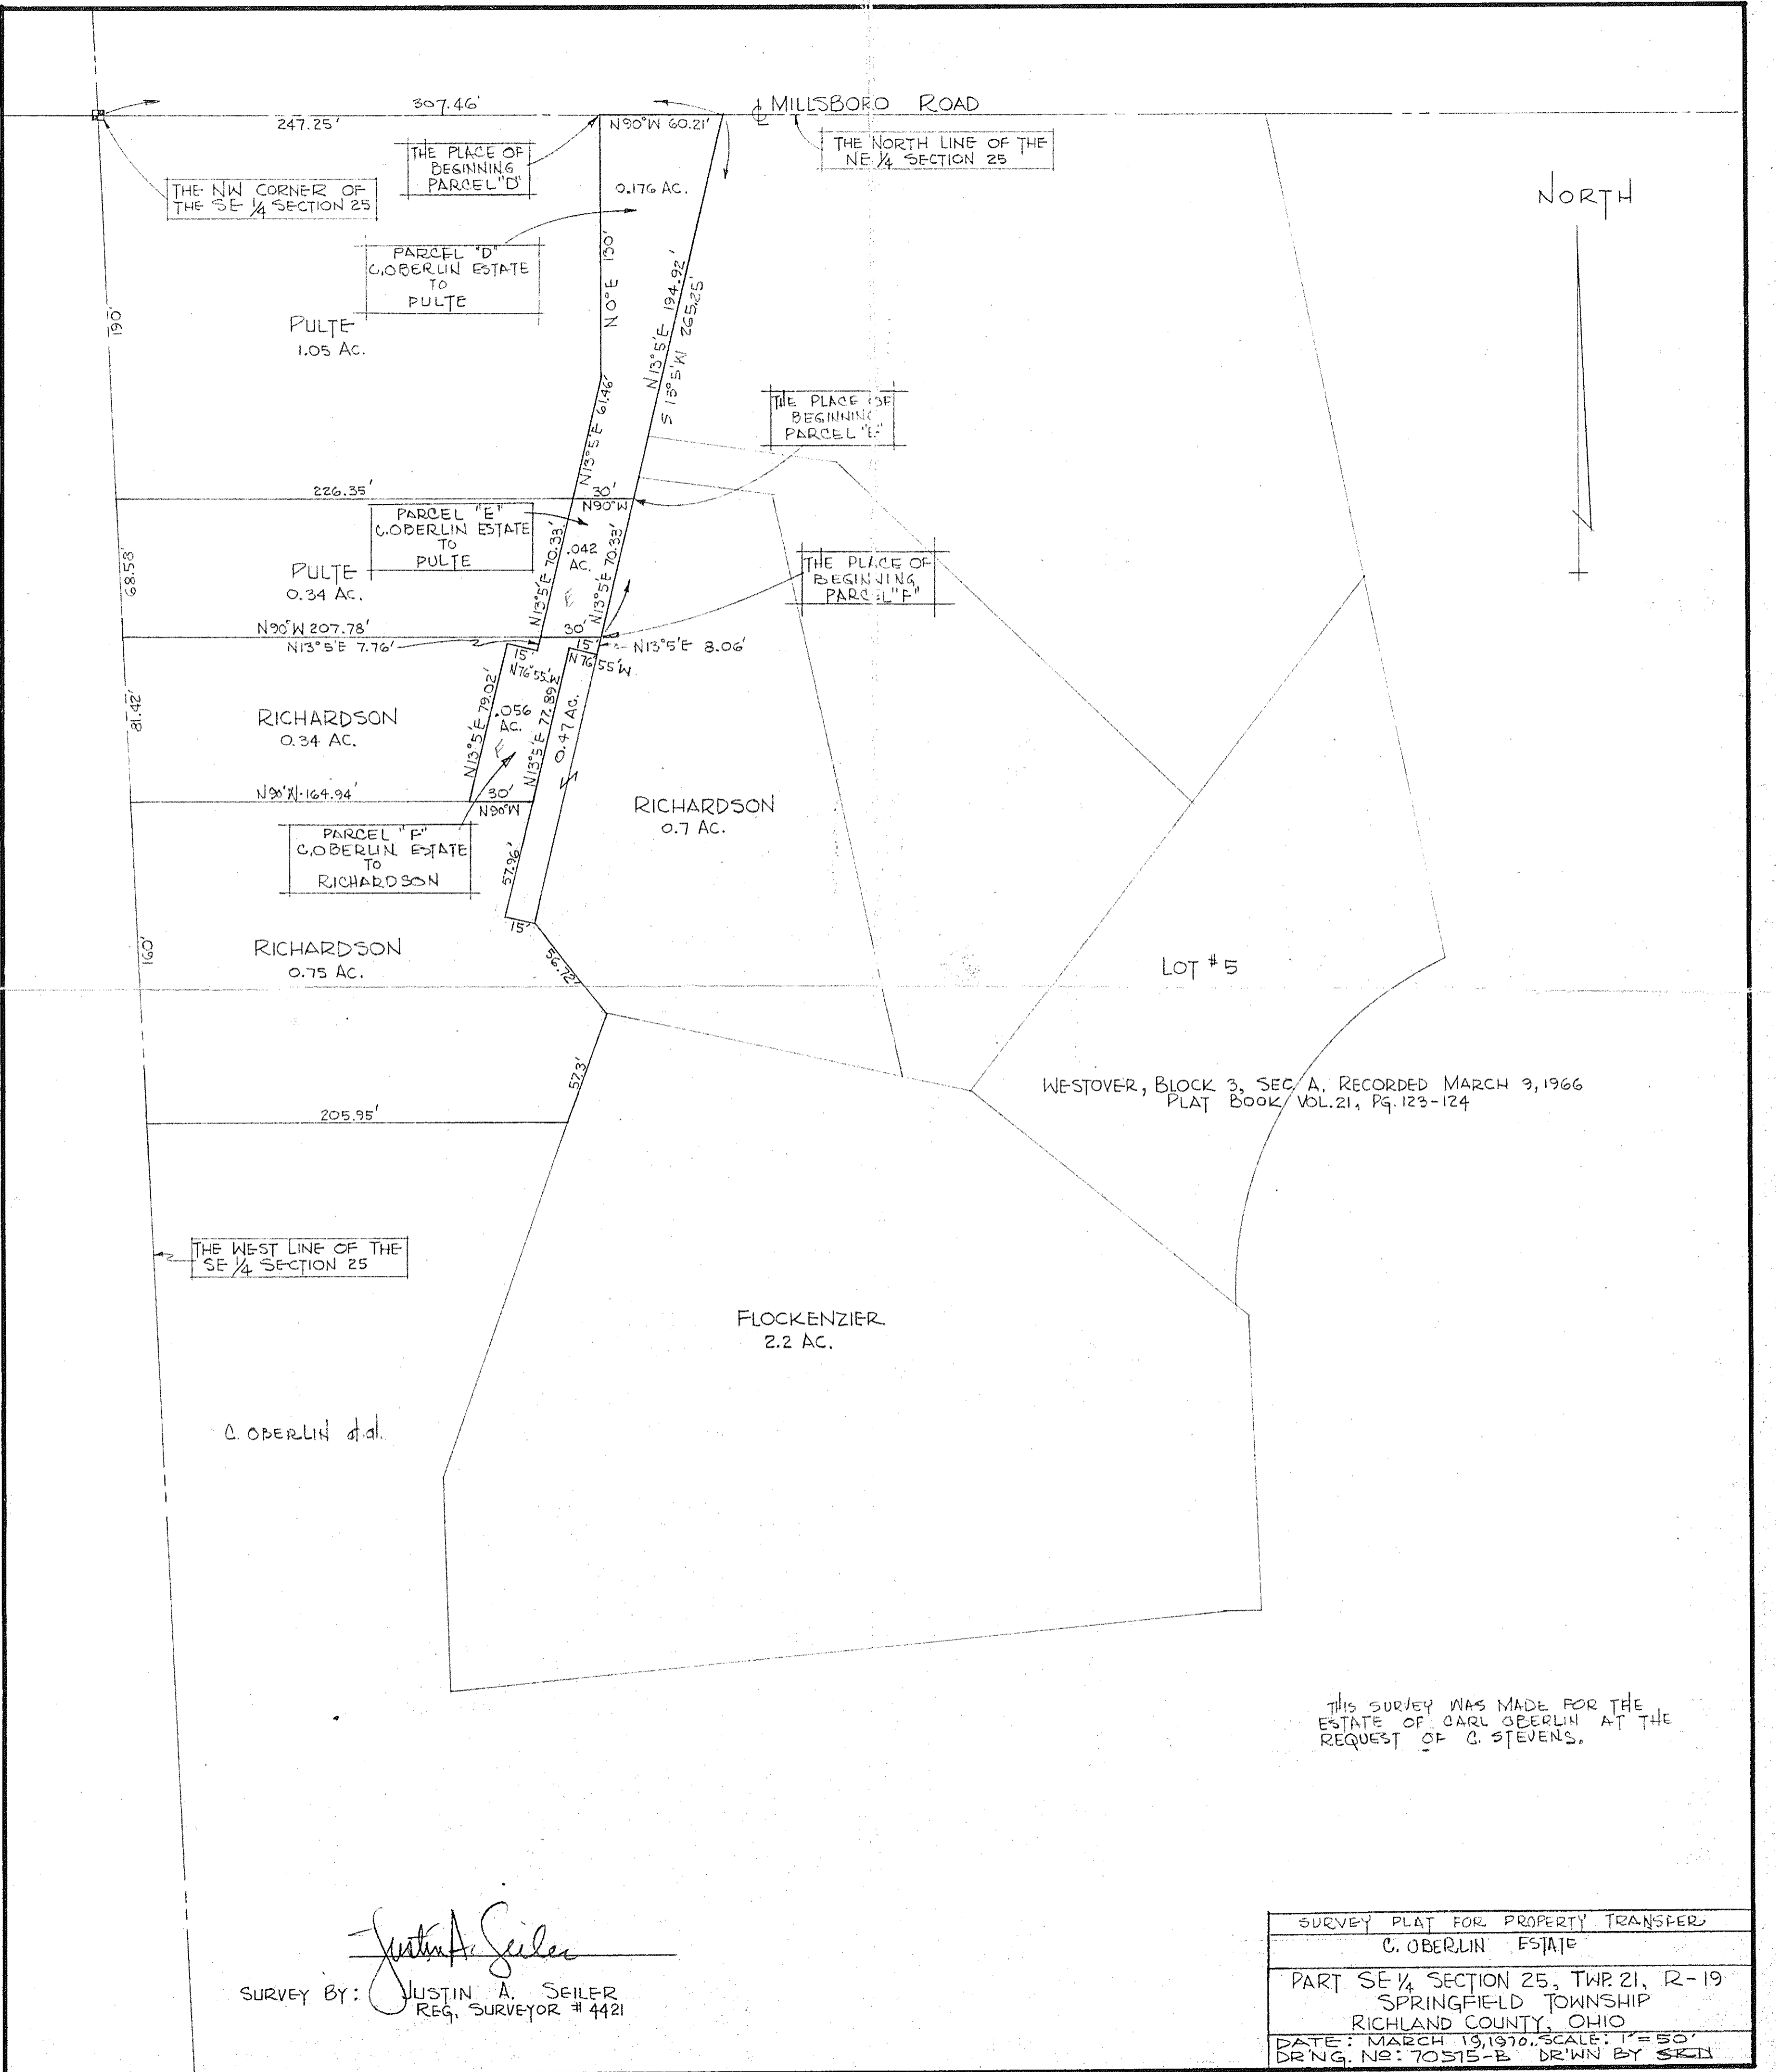 307.46'
℄ MILLSBORO ROAD
247.25'
N90°W 60.21'
THE PLACE OF
BEGINNING
PARCEL "D"
THE NORTH LINE OF THE
NE 1/4 SECTION 25
THE NW CORNER OF
THE SE 1/4 SECTION 25
0.176 AC.
NORTH
PARCEL "D"
C. OBERLIN ESTATE
TO
PULTE
N 0° E 130'
N13°5'E 194.92'
S 13°5'W 265.25'
190'
PULTE
1.05 AC.
N13°5'E 61.46'
THE PLACE OF
BEGINNING
PARCEL "E"
226.35'
30'
N90°W
PARCEL "E"
C. OBERLIN ESTATE
TO
PULTE
N13°5'E 70.33'
.042
AC.
E
N13°5'E 70.33'
THE PLACE OF
BEGINNING
PARCEL "F"
68.58'
PULTE
0.34 AC.
N90°W 207.78'
30'
N13°5'E 7.76'
15'
N13°5'E 8.06'
15'
N76°55'W
N76°55'W
81.42'
RICHARDSON
0.34 AC.
N13°5'E 79.02'
.056
AC.
F
N13°5'E 77.89'
0.47 AC.
N90°W 164.94'
30'
N90°W
RICHARDSON
0.7 AC.
PARCEL "F"
C. OBERLIN ESTATE
TO
RICHARDSON
57.96'
15'
160'
RICHARDSON
0.75 AC.
56.72'
LOT #5
57.3'
WESTOVER, BLOCK 3, SEC. A. RECORDED MARCH 9, 1966
PLAT BOOK VOL. 21, PG. 123-124
205.95'
THE WEST LINE OF THE
SE 1/4 SECTION 25
FLOCKENZIER
2.2 AC.
C. OBERLIN et.al.
THIS SURVEY WAS MADE FOR THE
ESTATE OF CARL OBERLIN AT THE
REQUEST OF C. STEVENS.
Justin A. Seiler
SURVEY BY: JUSTIN A. SEILER
REG. SURVEYOR # 4421
SURVEY PLAT FOR PROPERTY TRANSFER
C. OBERLIN ESTATE
PART SE 1/4 SECTION 25, TWP. 21, R-19
SPRINGFIELD TOWNSHIP
RICHLAND COUNTY, OHIO
DATE: MARCH 19, 1970. SCALE: 1"=50'
DR'NG. NO: 70515-B DR'WN BY SKN